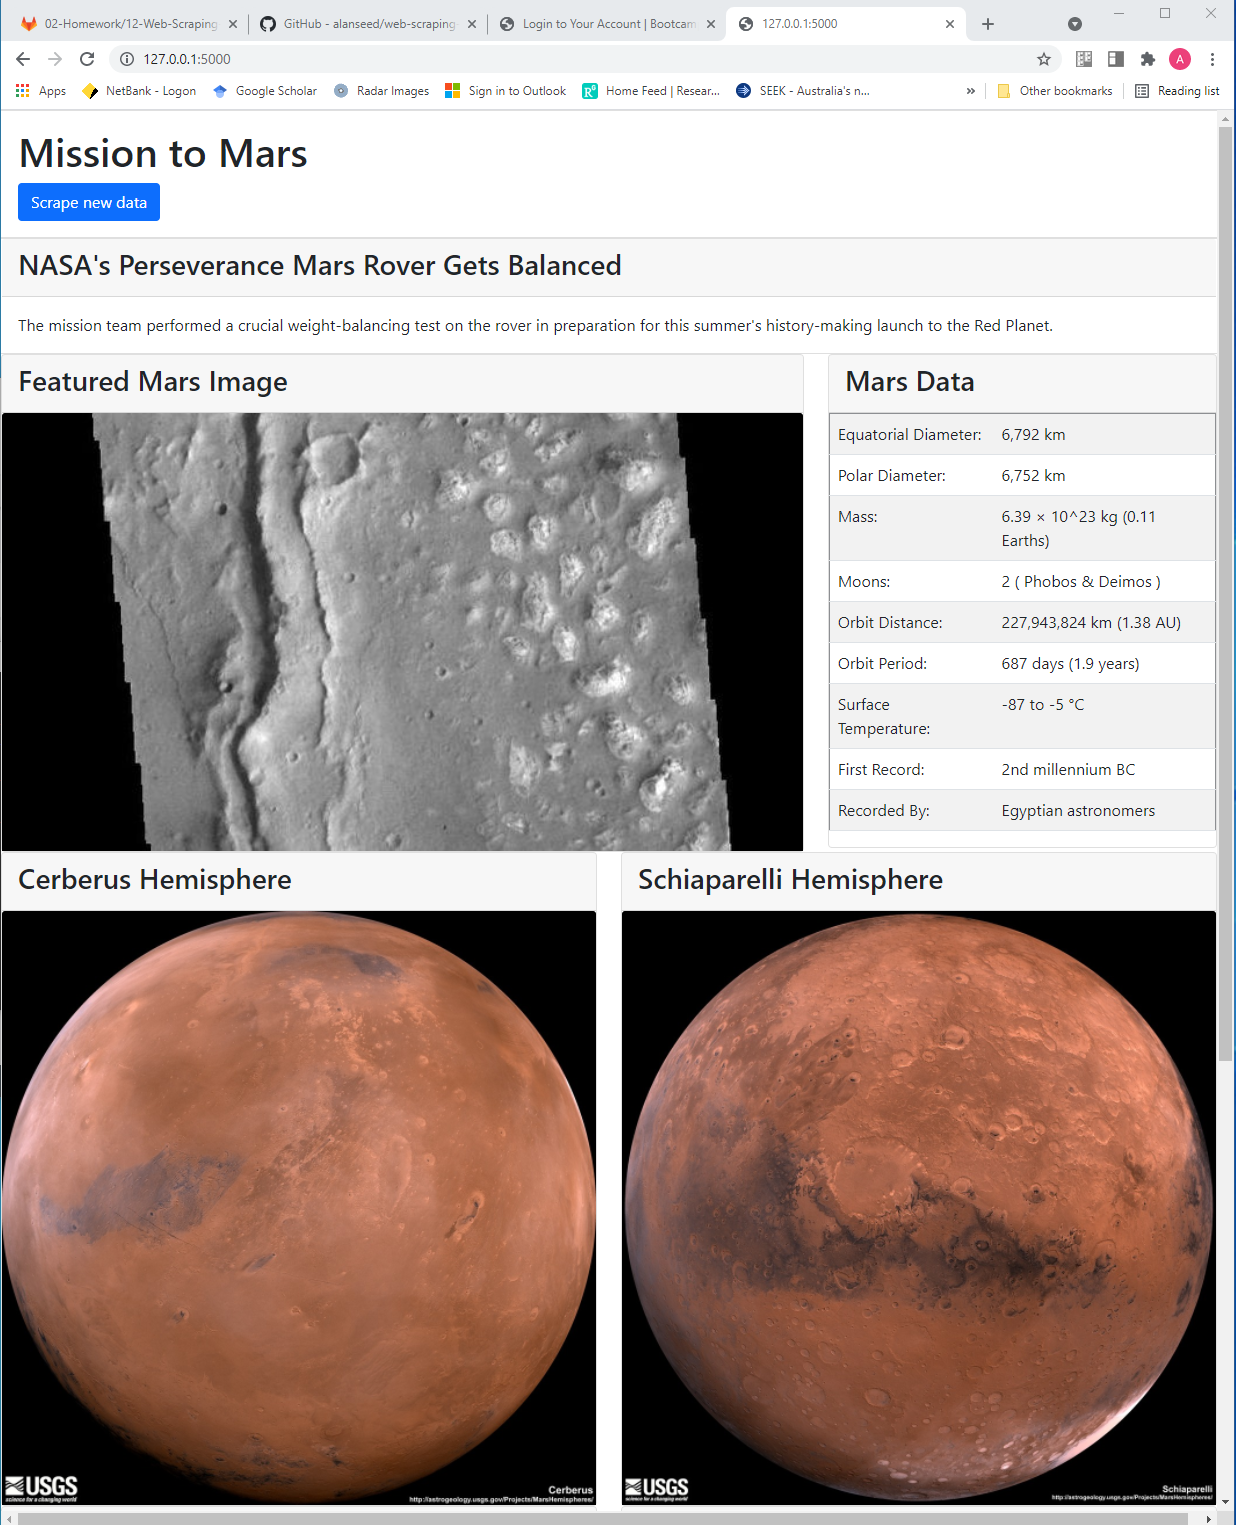 02-Homework/12-Web-Scraping
GitHub - alanseed/web-scraping
Login to Your Account | Bootcam
127.0.0.1:5000
127.0.0.1:5000
A
Apps
NetBank - Logon
Google Scholar
Radar Images
Sign in to Outlook
Home Feed | Resear...
SEEK - Australia's n...
»
Other bookmarks
Reading list
Mission to Mars
Scrape new data
NASA's Perseverance Mars Rover Gets Balanced
The mission team performed a crucial weight-balancing test on the rover in preparation for this summer's history-making launch to the Red Planet.
Featured Mars Image
Mars Data
Equatorial Diameter: 6,792 km
Polar Diameter: 6,752 km
Mass: 6.39 × 10^23 kg (0.11
Earths)
Moons: 2 ( Phobos & Deimos )
Orbit Distance: 227,943,824 km (1.38 AU)
Orbit Period: 687 days (1.9 years)
Surface -87 to -5 °C
Temperature:
First Record: 2nd millennium BC
Recorded By: Egyptian astronomers
Cerberus Hemisphere
Schiaparelli Hemisphere
USGS
science for a changing world
Cerberus
http://astrogeology.usgs.gov/Projects/MarsHemispheres/
USGS
science for a changing world
Schiaparelli
http://astrogeology.usgs.gov/Projects/MarsHemispheres/